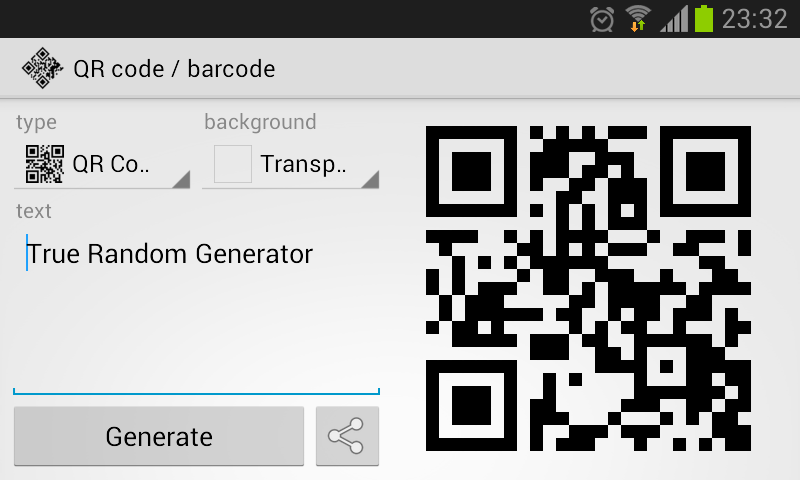 23:32
QR code / barcode
type
background
QR Co..
Transp..
text
True Random Generator
Generate